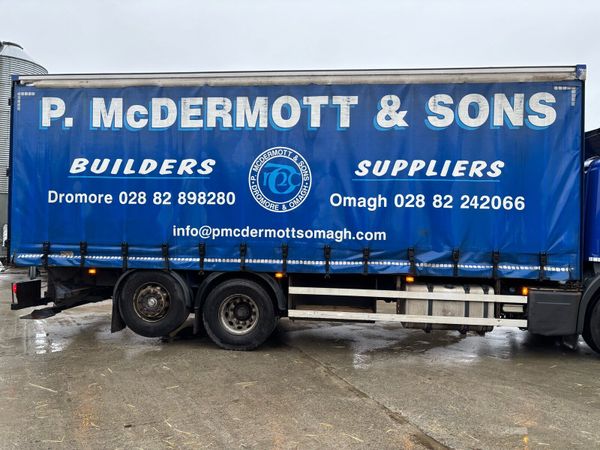 P. McDERMOTT & SONS
BUILDERS SUPPLIERS
Dromore 028 82 898280
P. MCDERMOTT & SONS
DROMORE & OMAGH
Omagh 028 82 242066
info@pmcdermottsomagh.com